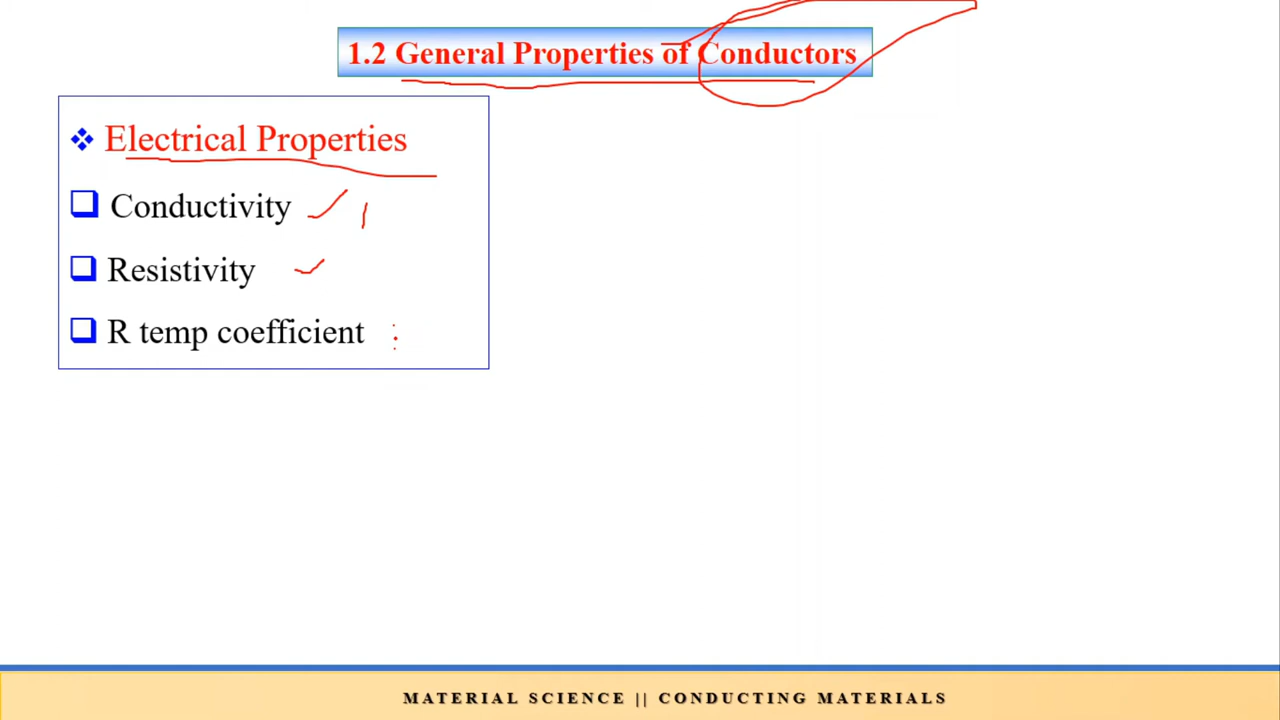 1.2 General Properties of Conductors
Electrical Properties
Conductivity
Resistivity
R temp coefficient
MATERIAL SCIENCE || CONDUCTING MATERIALS